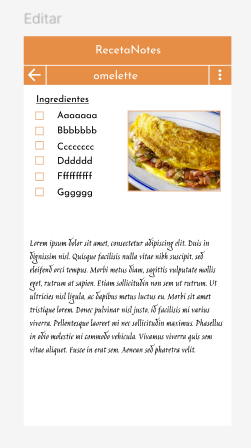 Editar
RecetaNotes
omelette
Ingredientes
Aaaaaaa
Bbbbbbb
Cccccccc
Dddddd
Fffffffff
Gggggg
Lorem ipsum dolor sit amet, consectetur adipiscing elit. Duis in
dignissim nisl. Quisque facilisis nulla vitae nibh suscipit, sed
eleifend orci tempus. Morbi metus diam, sagittis vulputate mollis
eget, rutrum at sapien. Etiam sollicitudin non sem ut rutrum. Ut
ultricies nisl ligula, ac dapibus metus luctus eu. Morbi sit amet
tristique lorem. Donec pulvinar nisl justo, id facilisis mi varius
viverra. Pellentesque laoreet mi nec sollicitudin maximus. Phasellus
in odio molestie mi commodo vehicula. Vivamus viverra quis sem
vitae aliquet. Fusce in erat sem. Aenean sed pharetra velit.